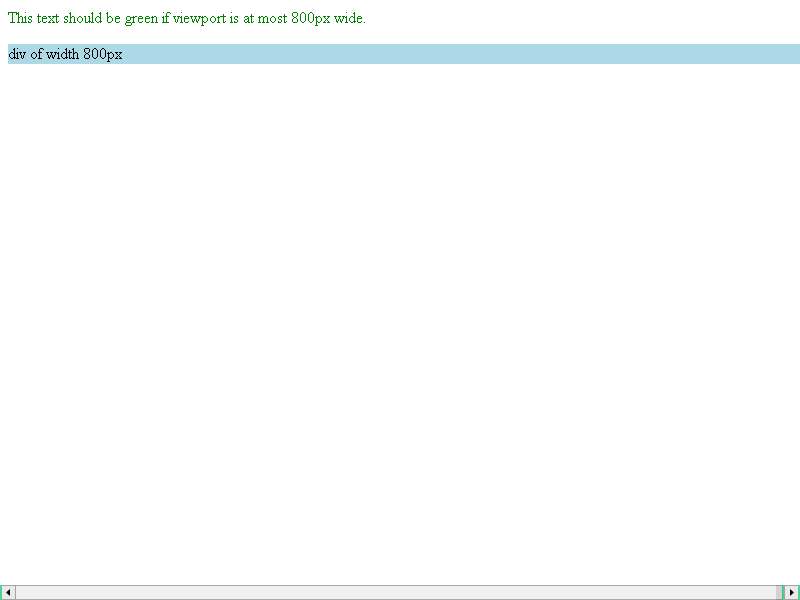 This text should be green if viewport is at most 800px wide.
div of width 800px